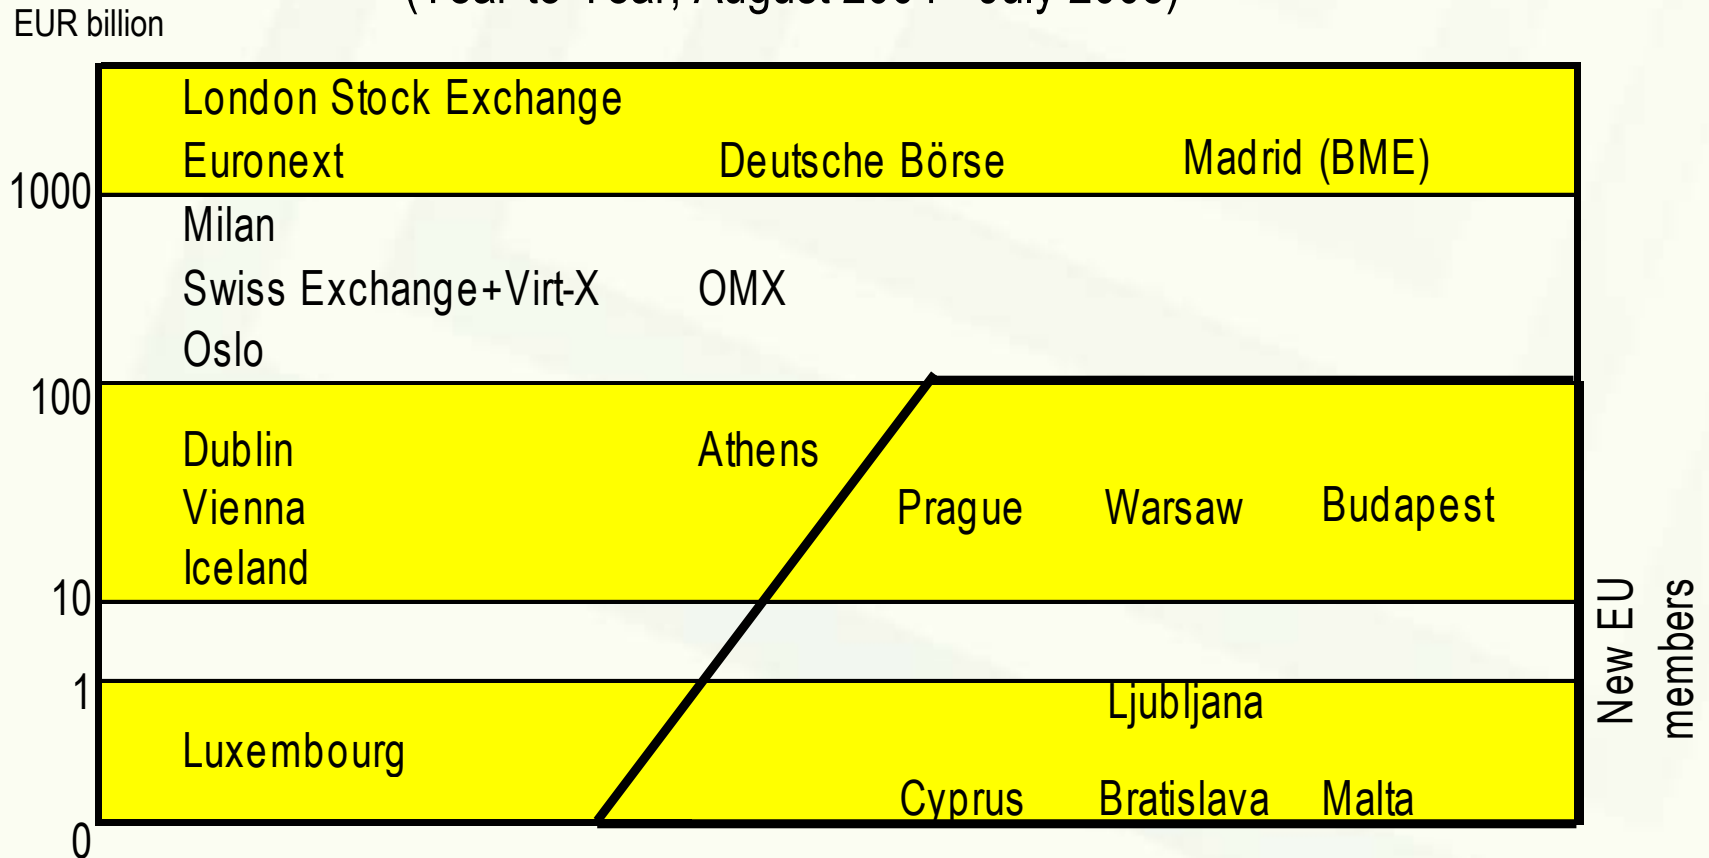 EUR billion
London Stock Exchange
Euronext Deutsche Börse Madrid (BME)
1000
Milan
Swiss Exchange+Virt-X OMX
Oslo
100
Dublin Athens
Vienna Prague Warsaw Budapest
Iceland
10
1
Ljubljana
Luxembourg
Cyprus Bratislava Malta
0
New EU
members